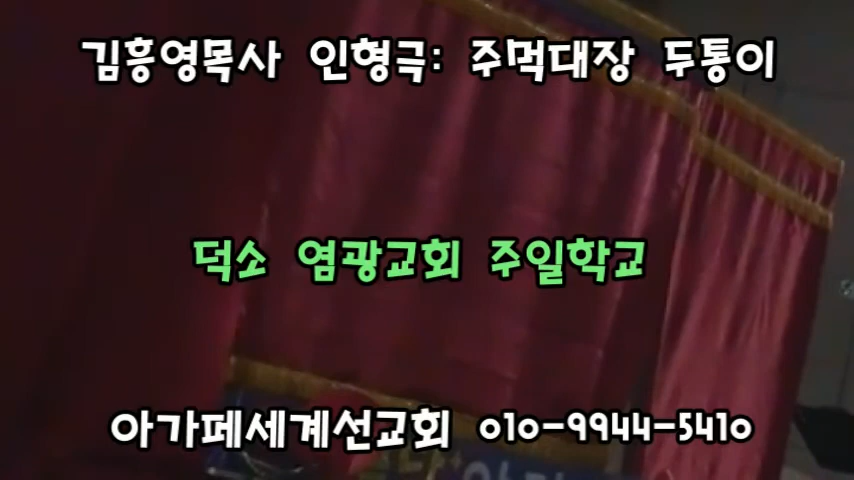 김흥영목사 인형극: 주먹대장 두통이
덕소 염광교회 주일학교
아가페세계선교회 010-9944-5410